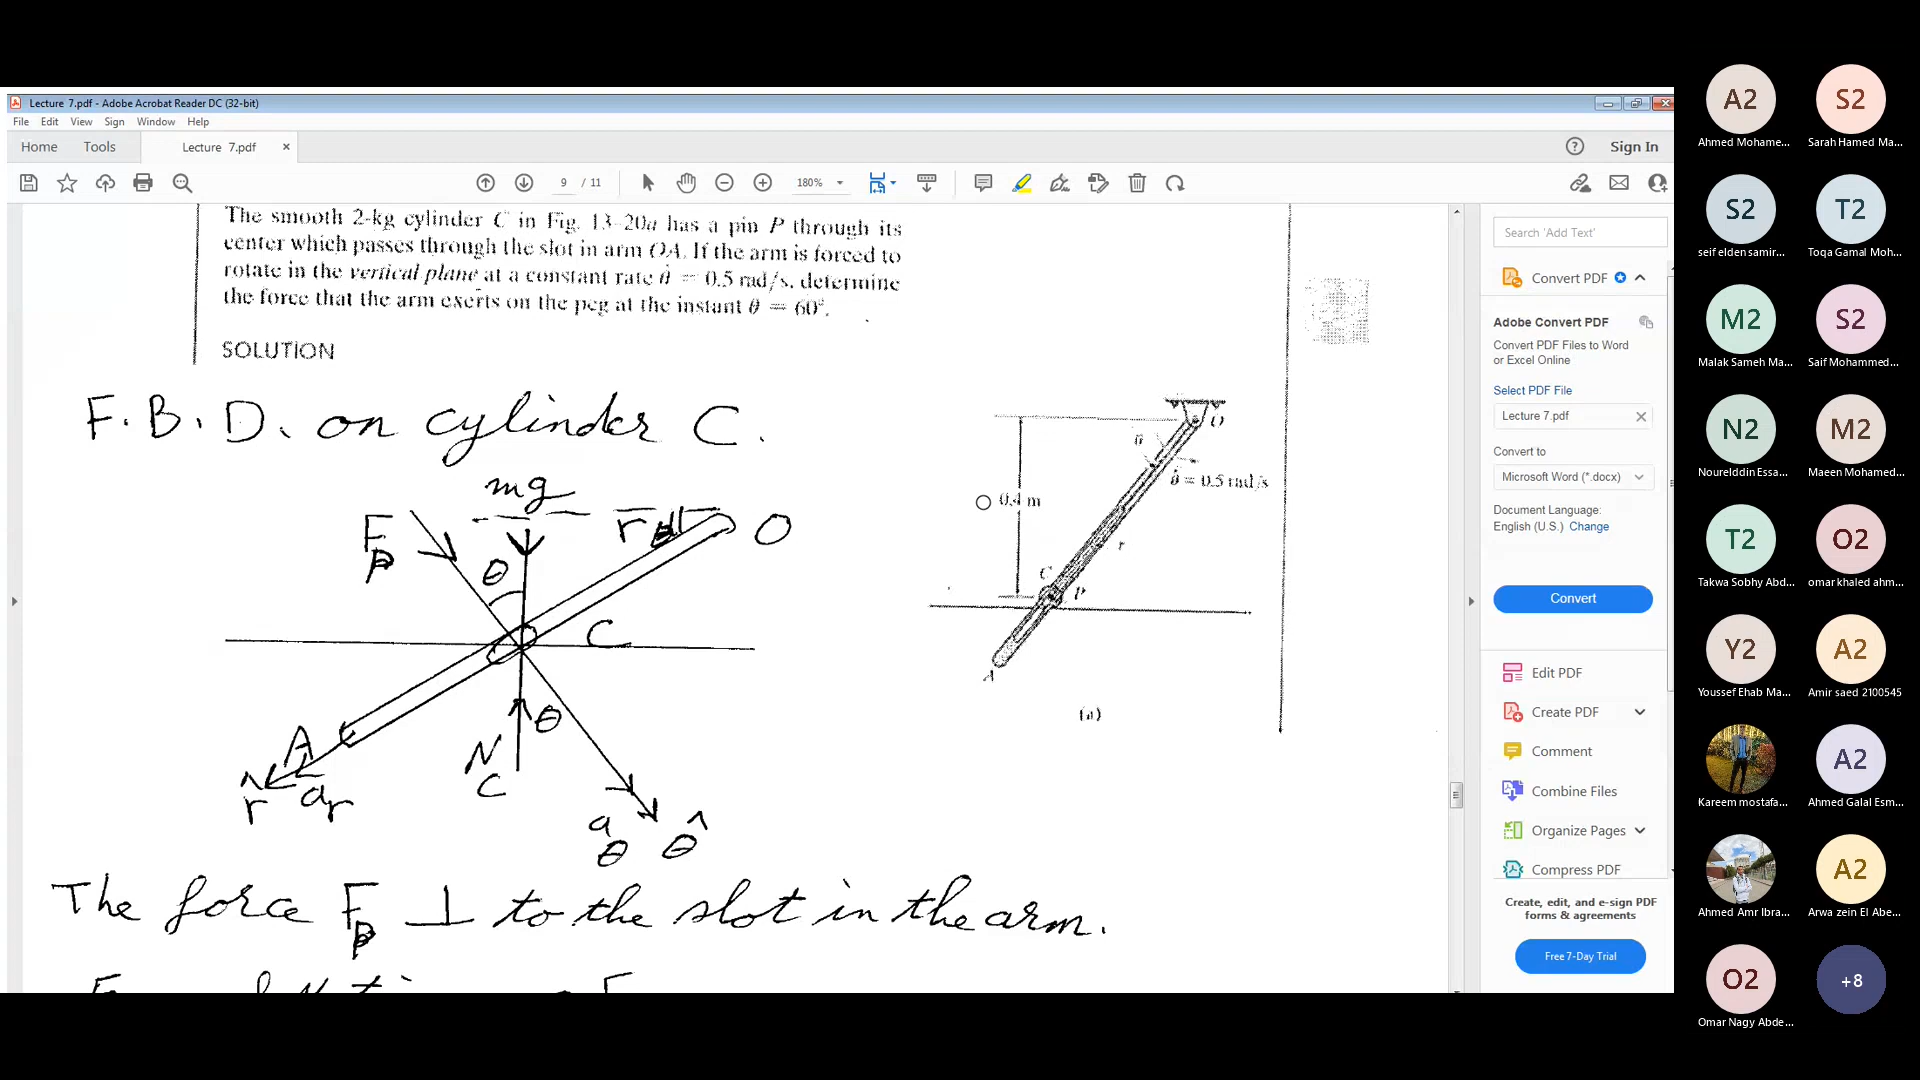 Lecture 7.pdf - Adobe Acrobat Reader DC (32-bit)
File Edit View Sign Window Help
Home Tools Lecture 7.pdf × Sign In
9 / 11 180%
The smooth 2-kg cylinder C in Fig. 13–20a has a pin P through its
center which passes through the slot in arm OA. If the arm is forced to
rotate in the vertical plane at a constant rate θ̇ = 0.5 rad/s, determine
the force that the arm exerts on the peg at the instant θ = 60°.
SOLUTION
F.B.D. on cylinder C.
mg
F_P
θ
r
θ
O
C
θ
N_C
A
r̂
a_r
a_θ
θ̂
The force F_P ⊥ to the slot in the arm.
O
θ
θ̇ = 0.5 rad/s
0.4 m
r
C
P
A
(a)
Search 'Add Text'
Convert PDF
Adobe Convert PDF
Convert PDF Files to Word
or Excel Online
Select PDF File
Lecture 7.pdf
Convert to
Microsoft Word (*.docx)
Document Language:
English (U.S.) Change
Convert
Edit PDF
Create PDF
Comment
Combine Files
Organize Pages
Compress PDF
Create, edit, and e-sign PDF
forms & agreements
Free 7-Day Trial
A2 S2
Ahmed Mohame... Sarah Hamed Ma...
S2 T2
seif elden samir... Toqa Gamal Moh...
M2 S2
Malak Sameh Ma... Saif Mohammed...
N2 M2
Nourelddin Essa... Maeen Mohamed...
T2 O2
Takwa Sobhy Abd... omar khaled ahm...
Y2 A2
Youssef Ehab Ma... Amir saed 2100545
A2
Kareem mostafa... Ahmed Galal Esm...
A2
Ahmed Amr Ibra... Arwa zein El Abe...
O2 +8
Omar Nagy Abde...